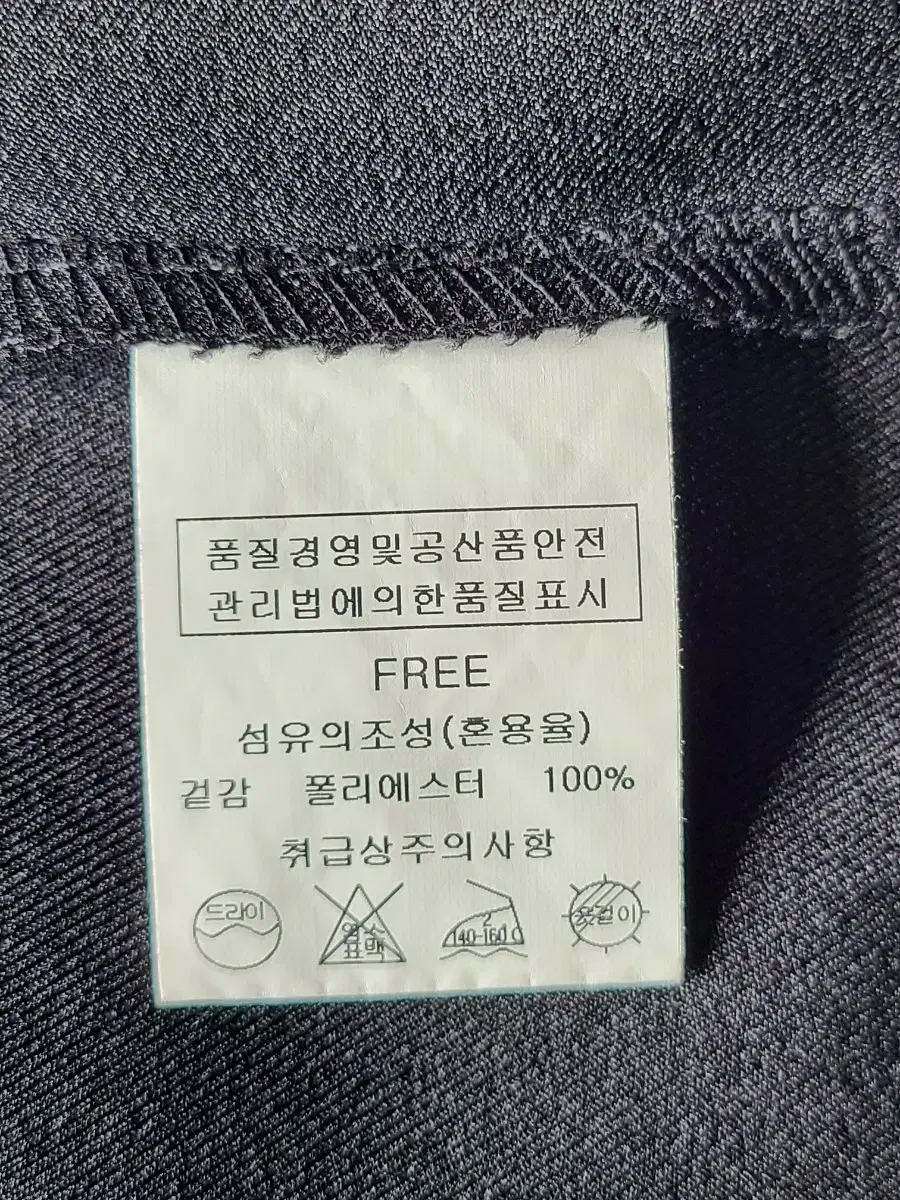 품질경영및공산품안전
관리법에의한품질표시
FREE
섬유의조성(혼용율)
겉감 폴리에스터 100%
취급상주의사항
드라이
염소
표백
2
140-160℃
옷걸이